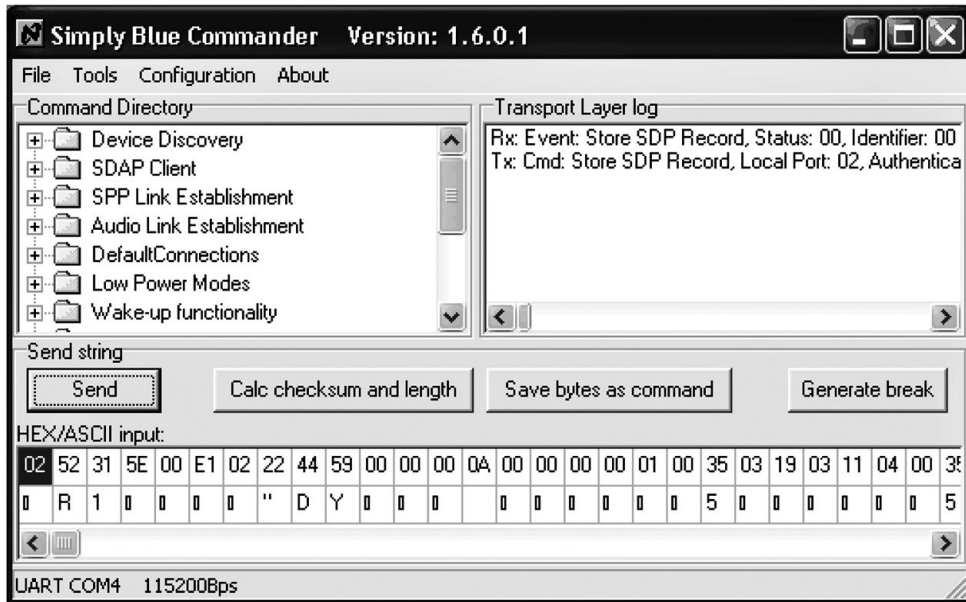 Simply Blue Commander Version: 1.6.0.1
File Tools Configuration About
Command Directory
Device Discovery
SDAP Client
SPP Link Establishment
Audio Link Establishment
DefaultConnections
Low Power Modes
Wake-up functionality
Transport Layer log
Rx: Event: Store SDP Record, Status: 00, Identifier: 00
Tx: Cmd: Store SDP Record, Local Port: 02, Authentica
Send string
Send Calc checksum and length Save bytes as command Generate break
HEX/ASCII input:
02 52 31 5E 00 E1 02 22 44 59 00 00 00 0A 00 00 00 00 01 00 35 03 19 03 11 04 00 35
R 1 " D Y 5 5
UART COM4 115200Bps